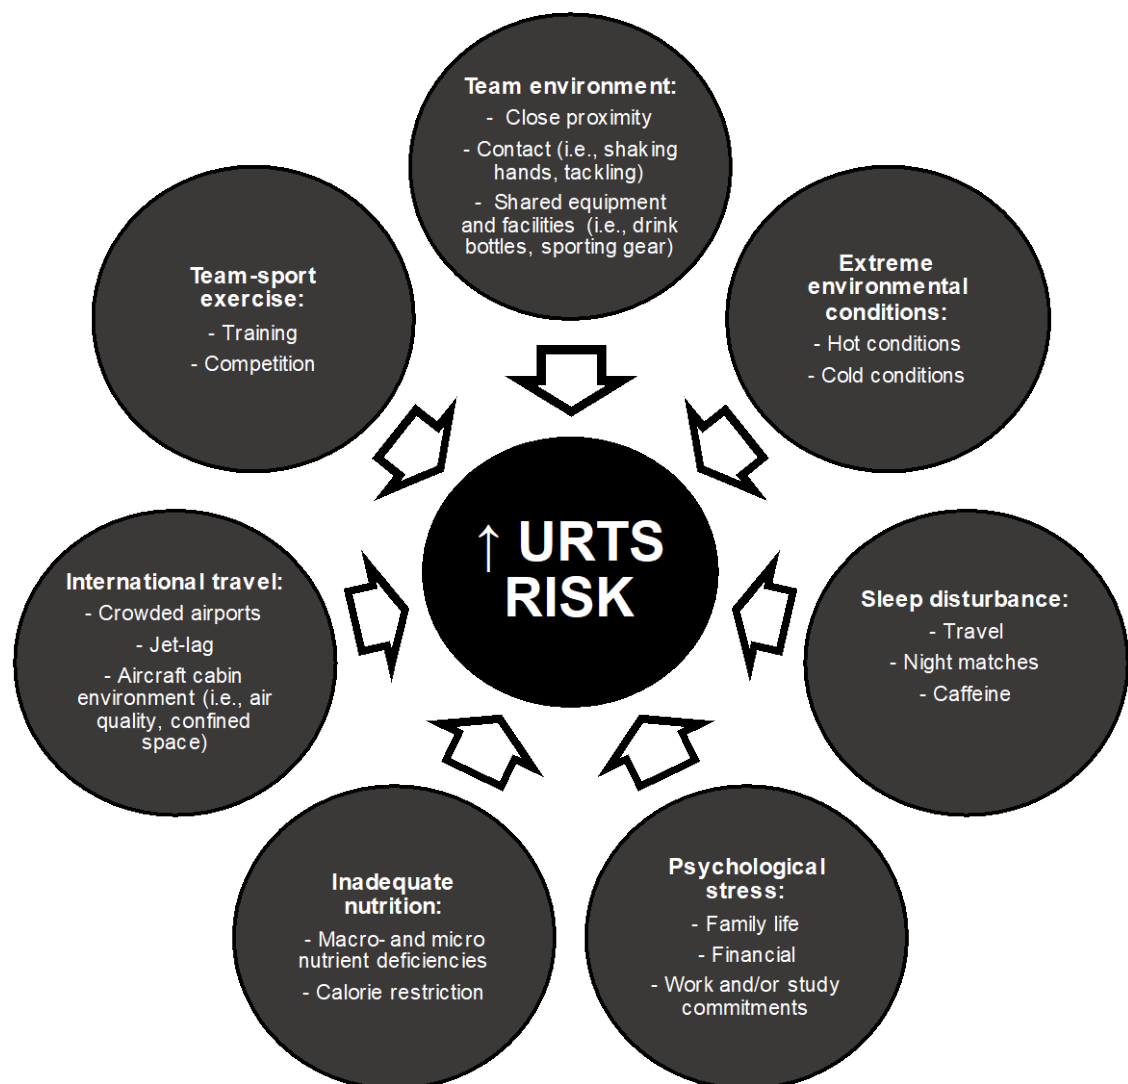 Team environment:
- Close proximity
- Contact (i.e., shaking
hands, tackling)
- Shared equipment
and facilities (i.e., drink
bottles, sporting gear)
Team-sport
exercise:
- Training
- Competition
Extreme
environmental
conditions:
- Hot conditions
- Cold conditions
↑ URTS
RISK
International travel:
- Crowded airports
- Jet-lag
- Aircraft cabin
environment (i.e., air
quality, confined
space)
Sleep disturbance:
- Travel
- Night matches
- Caffeine
Inadequate
nutrition:
- Macro- and micro
nutrient deficiencies
- Calorie restriction
Psychological
stress:
- Family life
- Financial
- Work and/or study
commitments